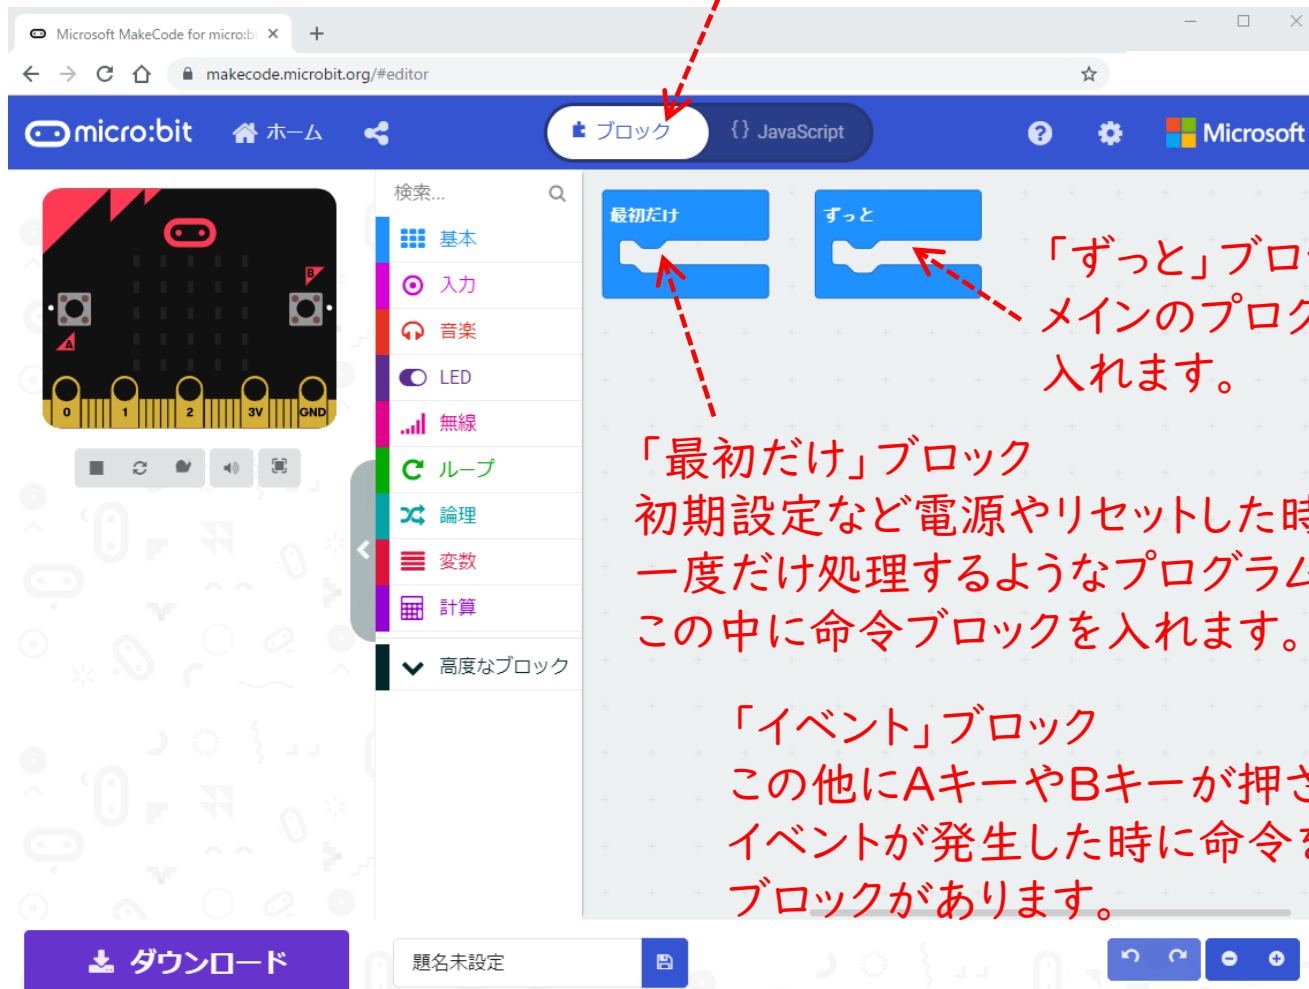 Microsoft MakeCode for micro:bi
makecode.microbit.org/#editor
micro:bit
ホーム
ブロック
{} JavaScript
Microsoft
検索...
基本
入力
音楽
LED
無線
ループ
論理
変数
計算
高度なブロック
A
B
0 1 2 3V GND
最初だけ
ずっと
「ずっと」ブロ
メインのプログ
入れます。
「最初だけ」ブロック
初期設定など電源やリセットした時
一度だけ処理するようなプログラム
この中に命令ブロックを入れます。
「イベント」ブロック
この他にAキーやBキーが押さ
イベントが発生した時に命令を
ブロックがあります。
ダウンロード
題名未設定